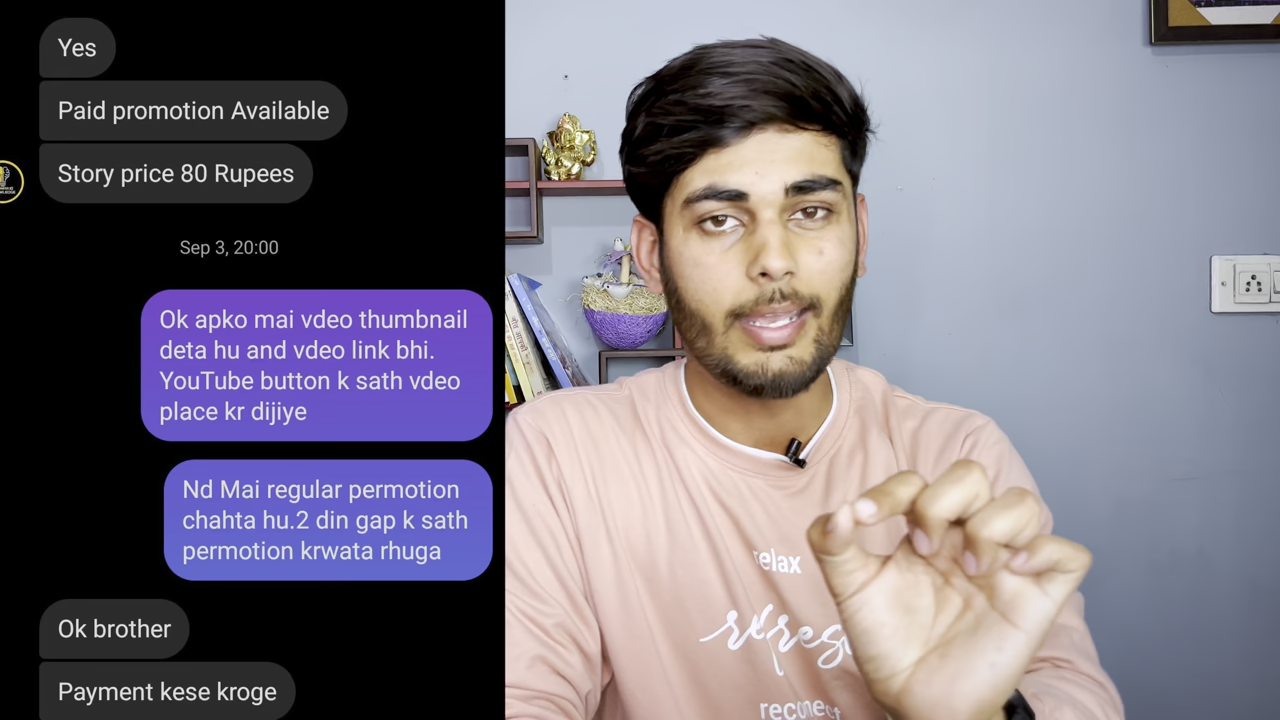 Yes
Paid promotion Available
Story price 80 Rupees
Sep 3, 20:00
Ok apko mai vdeo thumbnail
deta hu and vdeo link bhi.
YouTube button k sath vdeo
place kr dijiye
Nd Mai regular permotion
chahta hu.2 din gap k sath
permotion krwata rhuga
Ok brother
Payment kese kroge
relax
reconnect